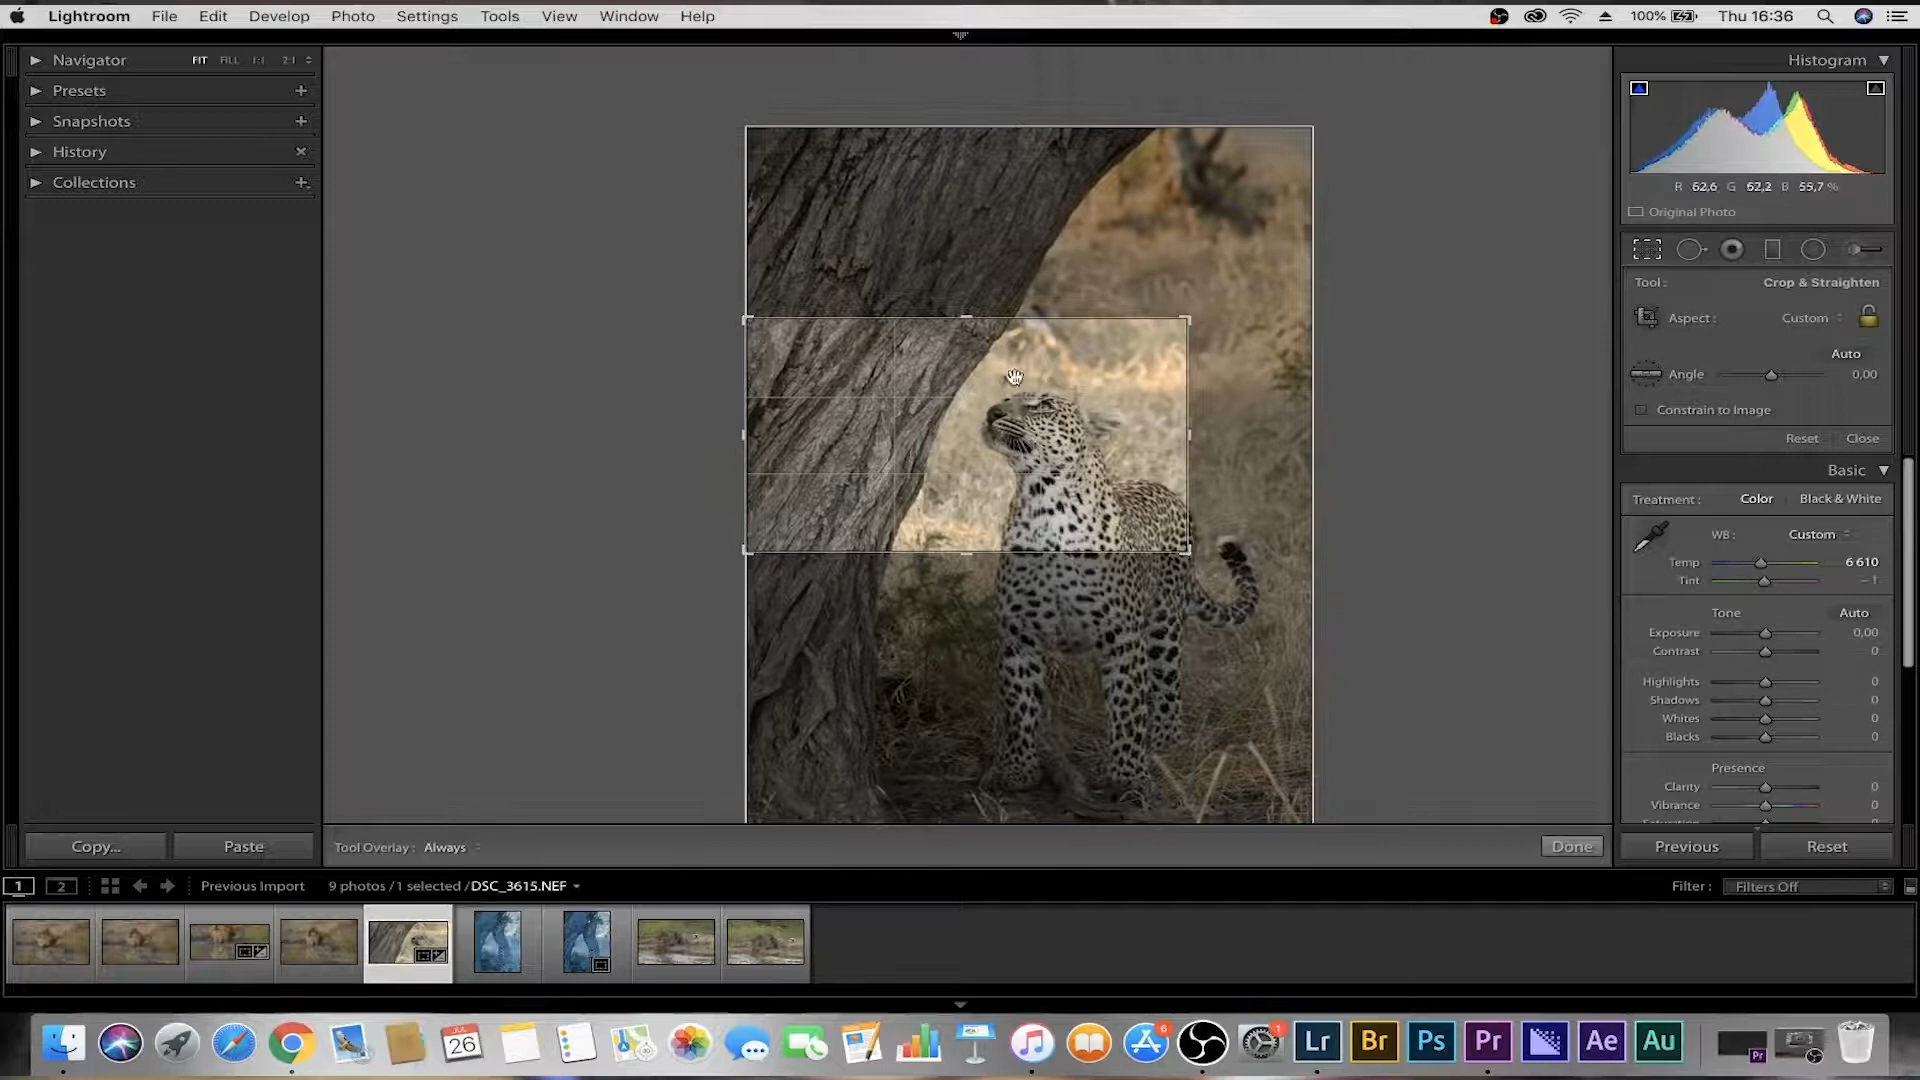 Lightroom File Edit Develop Photo Settings Tools View Window Help 100% Thu 16:36
Navigator FIT FILL 1:1 2:1
Presets
Snapshots
History
Collections
Histogram
R 62,6 G 62,2 B 55,7 %
Original Photo
Tool : Crop & Straighten
Aspect : Custom
Auto
Angle 0,00
Constrain to Image
Reset Close
Basic
Treatment : Color Black & White
WB : Custom
Temp 6 610
Tint – 1
Tone Auto
Exposure 0,00
Contrast 0
Highlights 0
Shadows 0
Whites 0
Blacks 0
Presence
Clarity 0
Vibrance 0
Copy... Paste Tool Overlay : Always Done Previous Reset
1 2 Previous Import 9 photos / 1 selected / DSC_3615.NEF Filter : Filters Off
JUL
26
6
1
Lr Br Ps Pr Ae Au
Pr